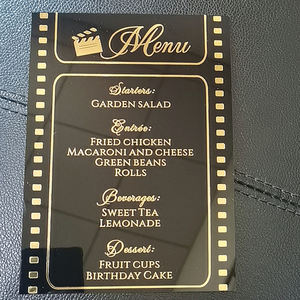 Menu
Starters:
GARDEN SALAD
Entrée:
FRIED CHICKEN
MACARONI AND CHEESE
GREEN BEANS
ROLLS
Beverages:
SWEET TEA
LEMONADE
Dessert:
FRUIT CUPS
BIRTHDAY CAKE